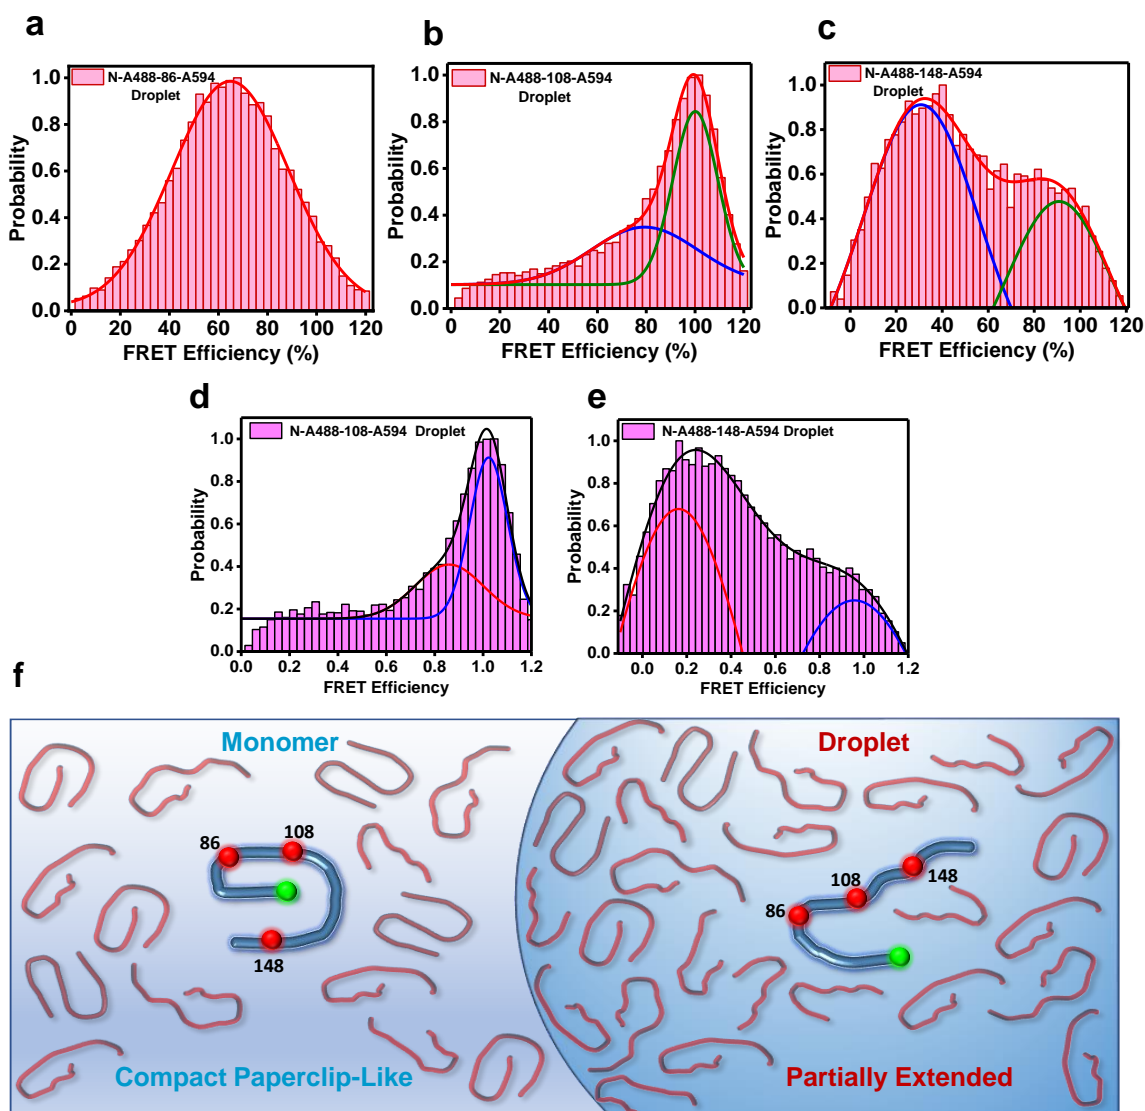 a
N-A488-86-A594
Droplet
1.0
0.8
0.6
0.4
0.2
0.0
Probability
0 20 40 60 80 100 120
FRET Efficiency (%)
b
N-A488-108-A594
Droplet
1.0
0.8
0.6
0.4
0.2
0.0
Probability
0 20 40 60 80 100 120
FRET Efficiency (%)
c
N-A488-148-A594
Droplet
1.0
0.8
0.6
0.4
0.2
0.0
Probability
0 20 40 60 80 100 120
FRET Efficiency (%)
d
N-A488-108-A594 Droplet
1.0
0.8
0.6
0.4
0.2
0.0
Probability
0.0 0.2 0.4 0.6 0.8 1.0 1.2
FRET Efficiency
e
N-A488-148-A594 Droplet
1.0
0.8
0.6
0.4
0.2
0.0
Probability
0.0 0.2 0.4 0.6 0.8 1.0 1.2
FRET Efficiency
f
Monomer
86
108
148
Compact Paperclip-Like
Droplet
86
108
148
Partially Extended